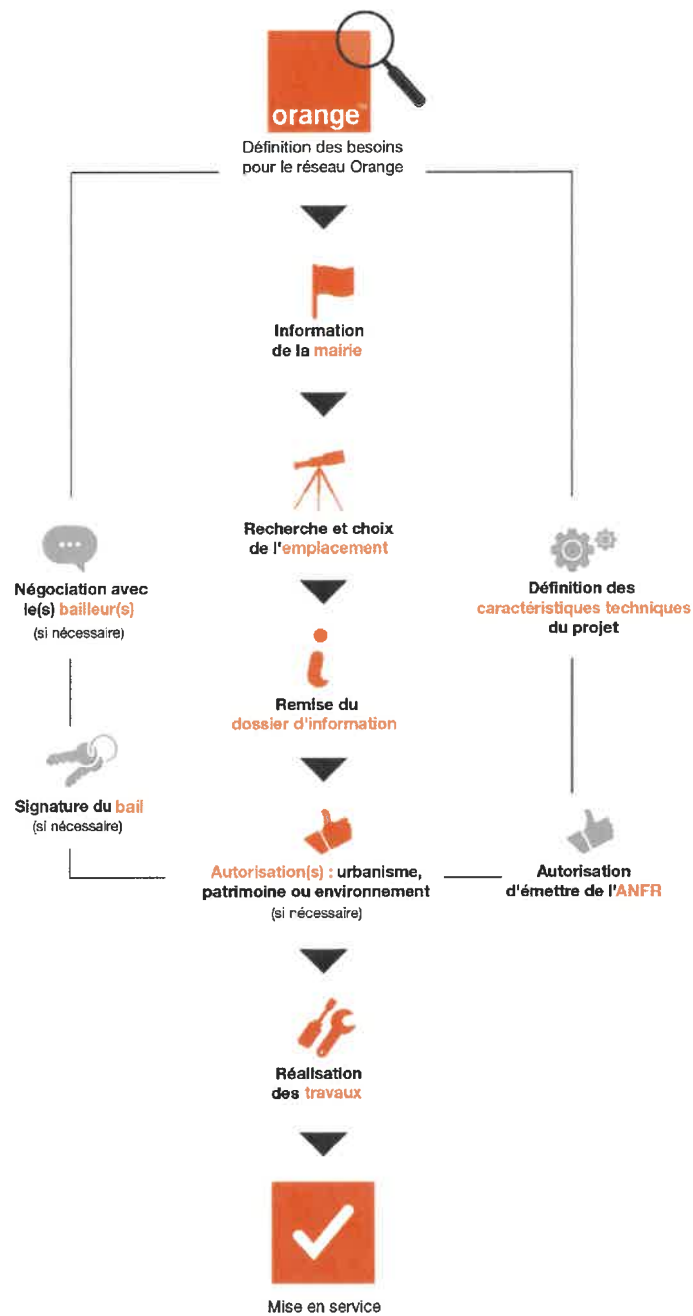 orange™
Définition des besoins
pour le réseau Orange
Information
de la mairie
Recherche et choix
de l'emplacement
Négociation avec
le(s) bailleur(s)
(si nécessaire)
Définition des
caractéristiques techniques
du projet
Remise du
dossier d'information
Signature du bail
(si nécessaire)
Autorisation(s) : urbanisme,
patrimoine ou environnement
(si nécessaire)
Autorisation
d'émettre de l'ANFR
Réalisation
des travaux
Mise en service